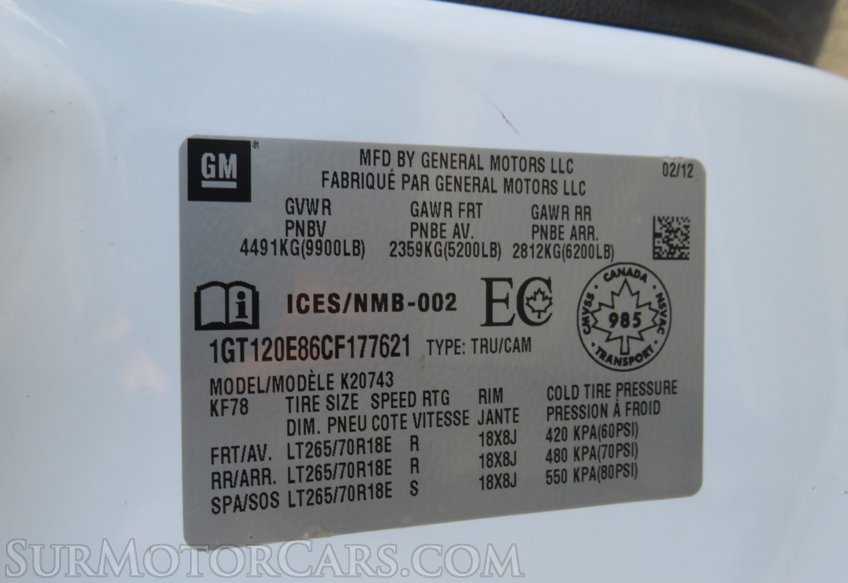 GM
MFD BY GENERAL MOTORS LLC 02/12
FABRIQUÉ PAR GENERAL MOTORS LLC
GVWR GAWR FRT GAWR RR
PNBV PNBE AV. PNBE ARR.
4491KG(9900LB) 2359KG(5200LB) 2812KG(6200LB)
i ICES/NMB-002 EC CANADA CMVSS NSVAC 985 TRANSPORT
1GT120E86CF177621 TYPE: TRU/CAM
MODEL/MODÈLE K20743
KF78 TIRE SIZE SPEED RTG RIM COLD TIRE PRESSURE
DIM. PNEU COTE VITESSE JANTE PRESSION À FROID
FRT/AV. LT265/70R18E R 18X8J 420 KPA(60PSI)
RR/ARR. LT265/70R18E R 18X8J 480 KPA(70PSI)
SPA/SOS LT265/70R18E S 18X8J 550 KPA(80PSI)
SURMOTORCARS.COM